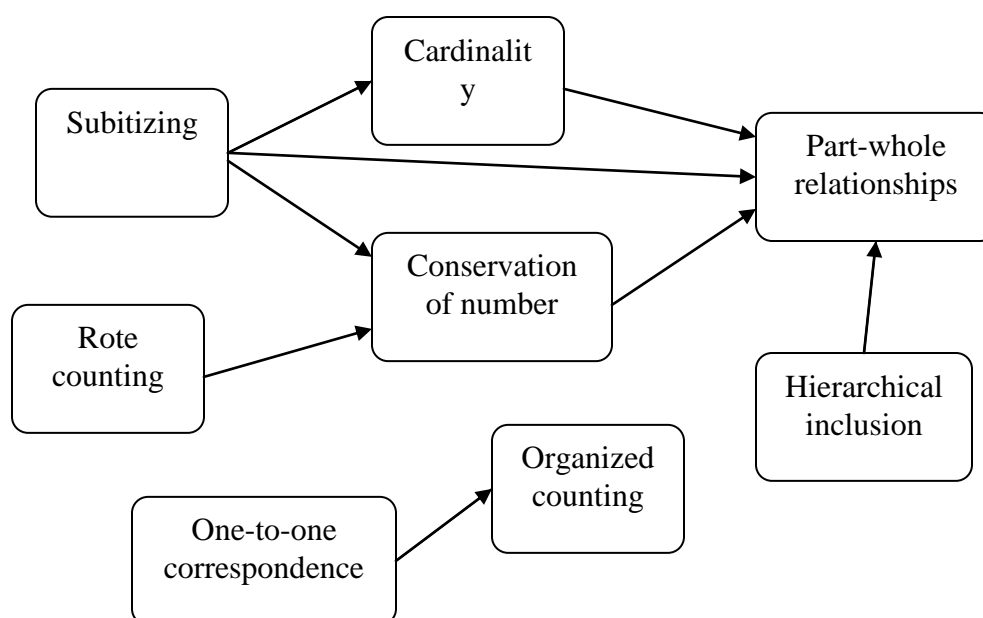 Cardinalit
y
Subitizing
Part-whole
relationships
Conservation
of number
Rote
counting
Hierarchical
inclusion
Organized
counting
One-to-one
correspondence